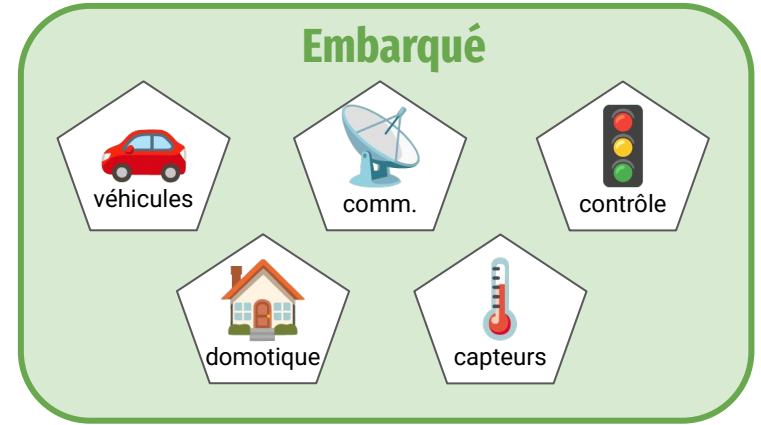 Embarqué
véhicules
comm.
contrôle
domotique
capteurs